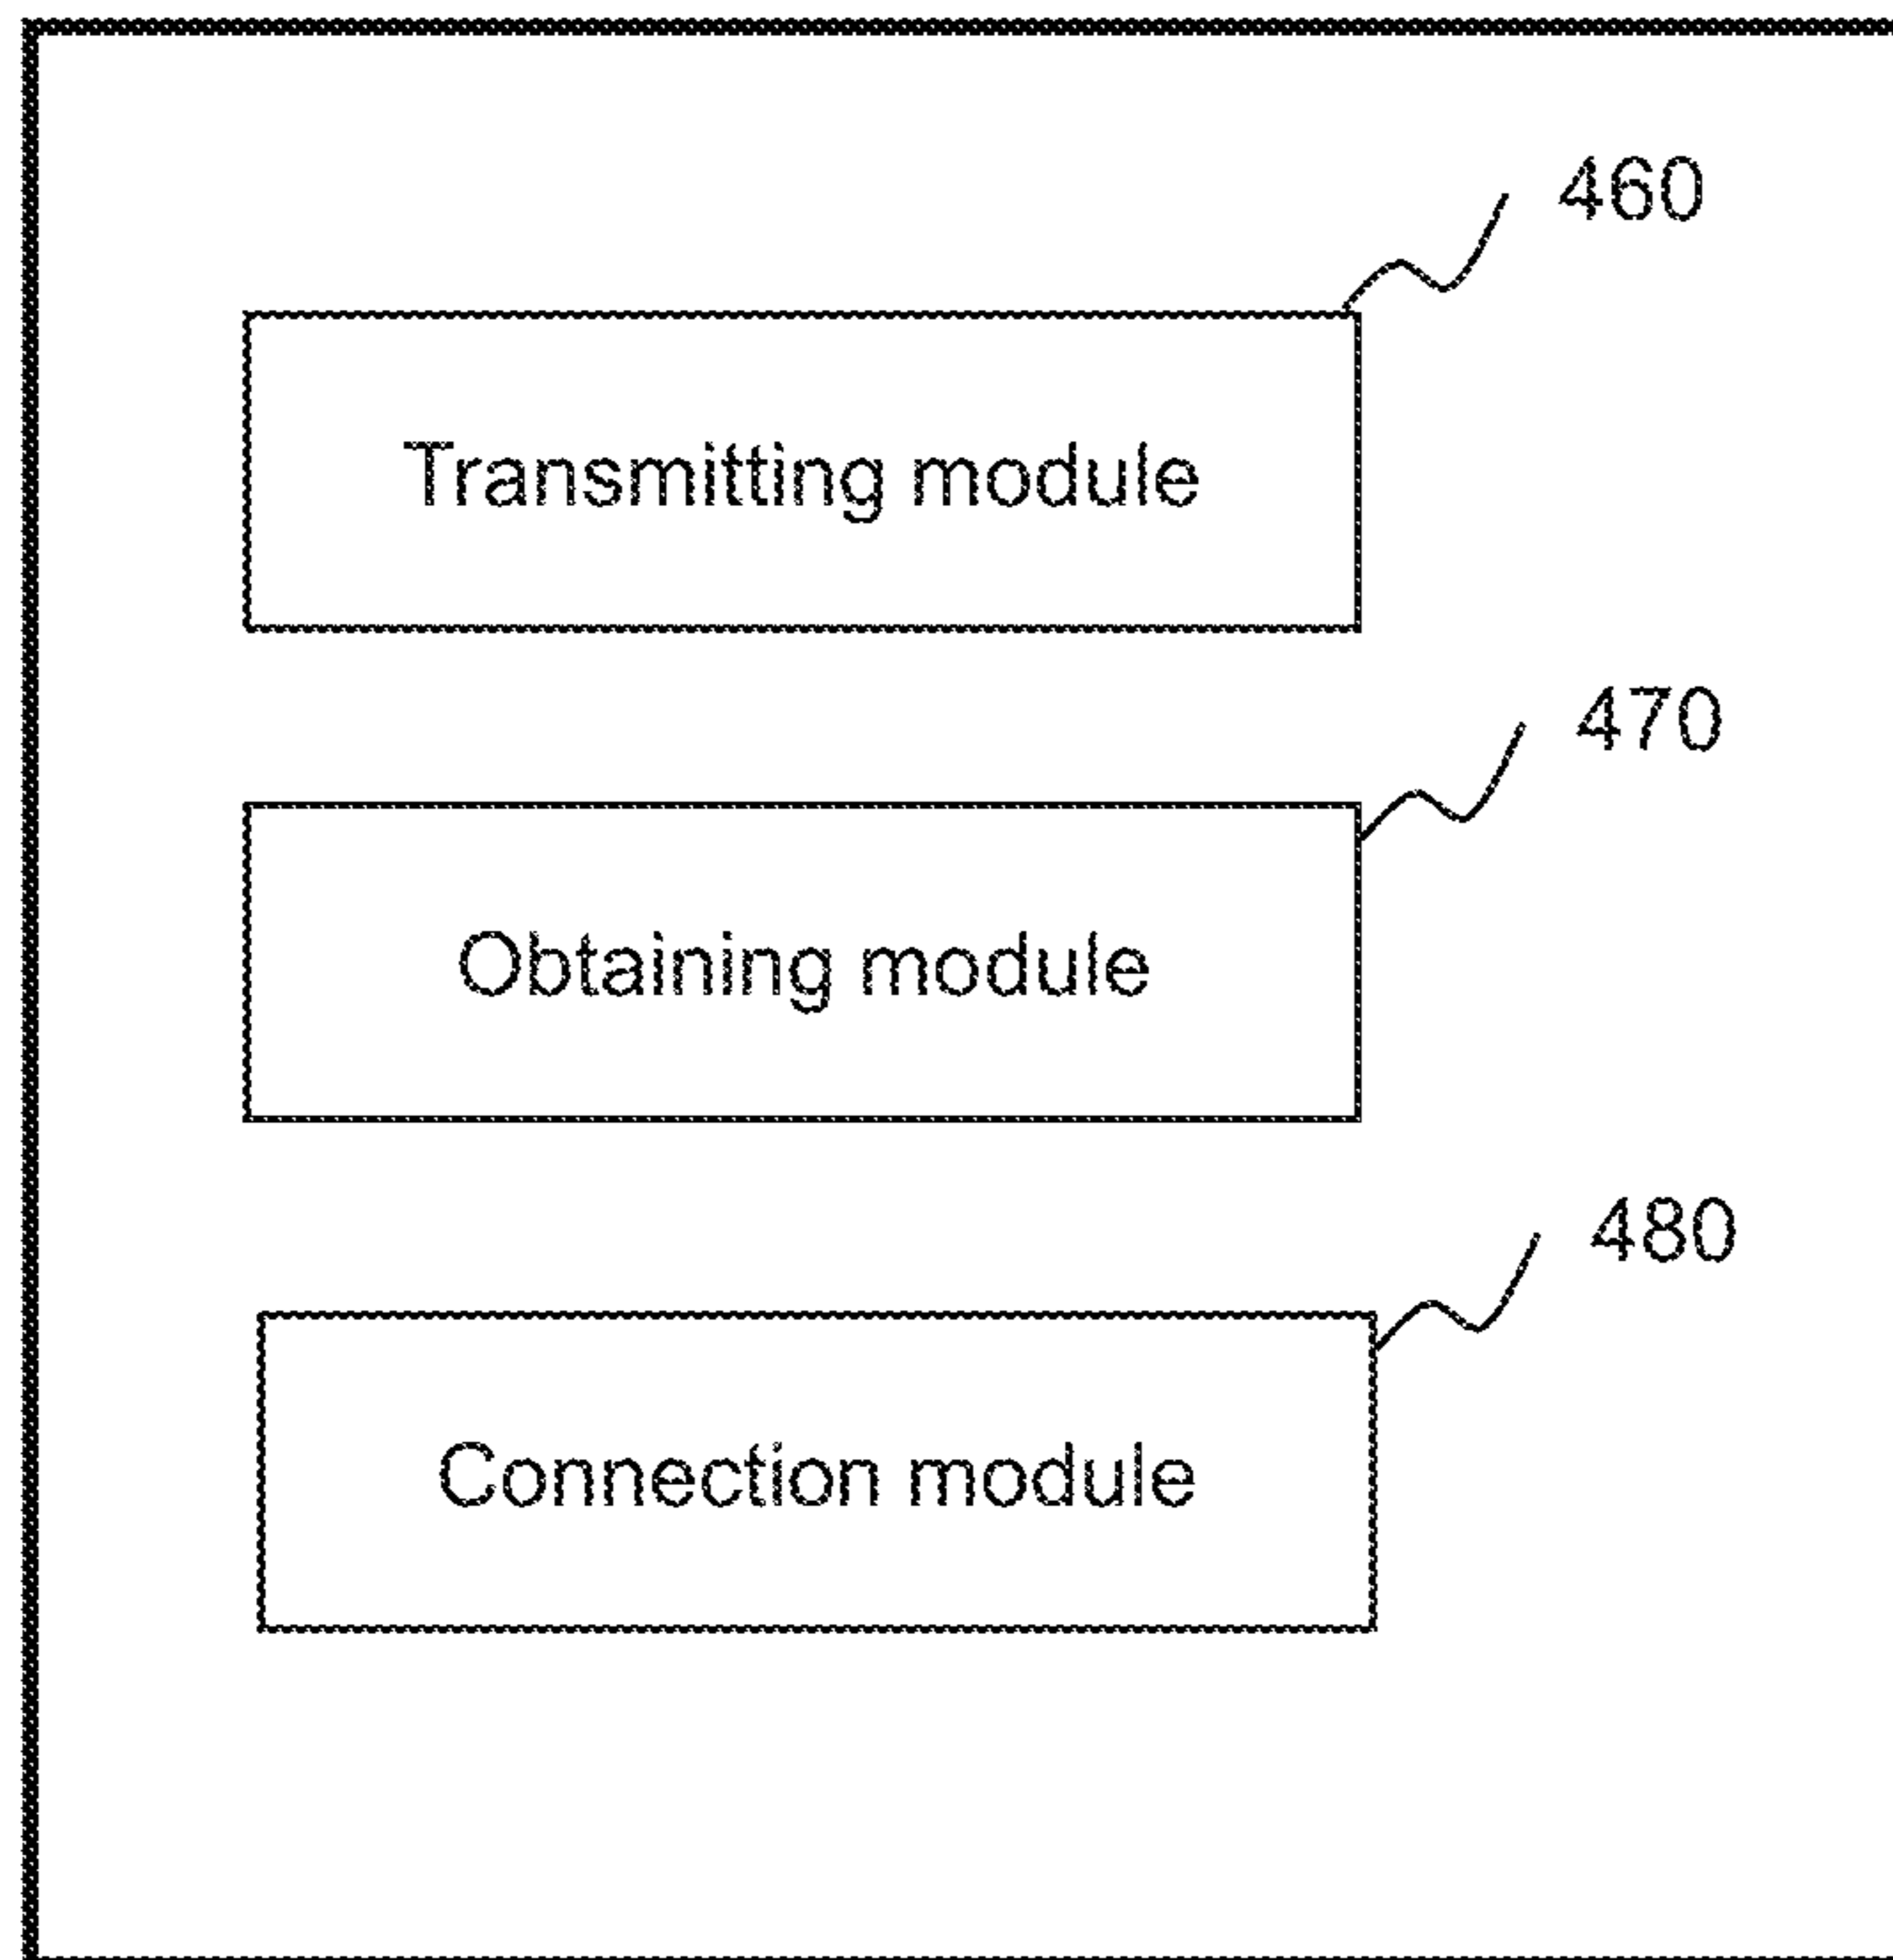 460
Transmitting module
470
Obtaining module
480
Connection module